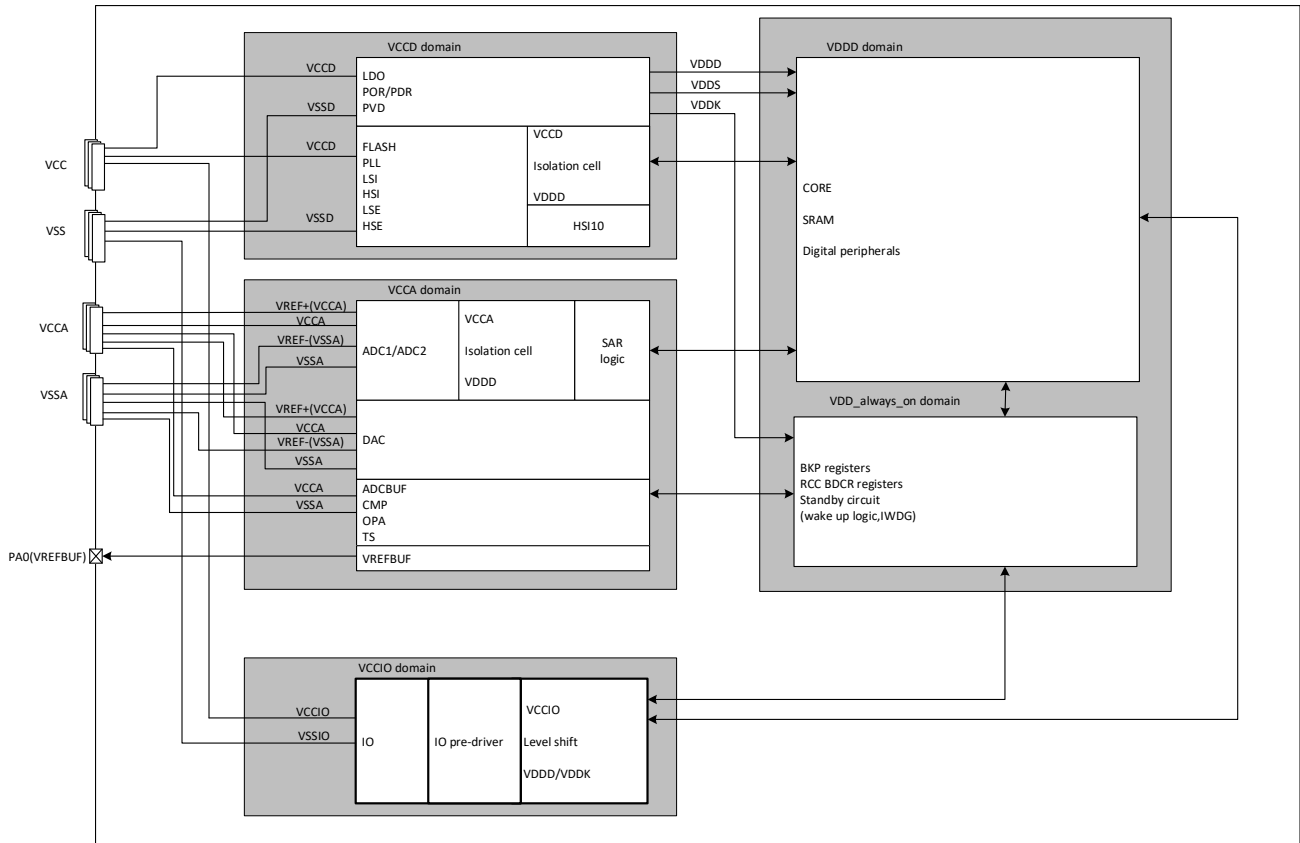 VCC
VSS
VCCA
VSSA
PA0(VREFBUF)
VCCD domain
VCCD
VSSD
VCCD
VSSD
LDO
POR/PDR
PVD
FLASH
PLL
LSI
HSI
LSE
HSE
VCCD
Isolation cell
VDDD
HSI10
VDDD
VDDS
VDDK
VDDD domain
CORE
SRAM
Digital peripherals
VDD_always_on domain
BKP registers
RCC BDCR registers
Standby circuit
(wake up logic,IWDG)
VCCA domain
VREF+(VCCA)
VCCA
VREF-(VSSA)
VSSA
ADC1/ADC2
VCCA
Isolation cell
VDDD
SAR
logic
VREF+(VCCA)
VCCA
VREF-(VSSA)
VSSA
DAC
VCCA
VSSA
ADCBUF
CMP
OPA
TS
VREFBUF
VCCIO domain
VCCIO
VSSIO
IO
IO pre-driver
VCCIO
Level shift
VDDD/VDDK